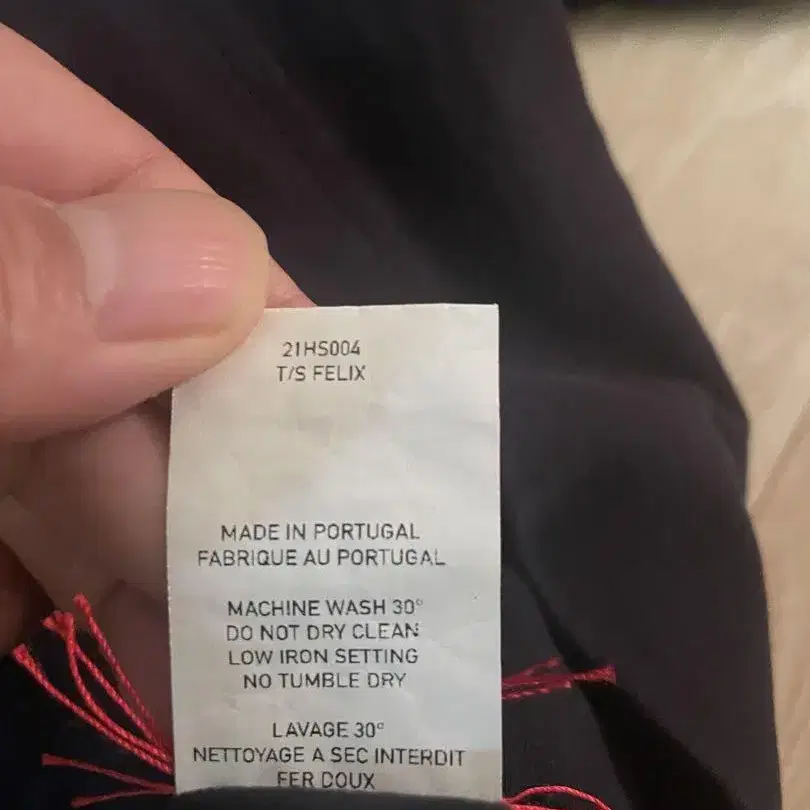 21HS004
T/S FELIX
MADE IN PORTUGAL
FABRIQUE AU PORTUGAL
MACHINE WASH 30°
DO NOT DRY CLEAN
LOW IRON SETTING
NO TUMBLE DRY
LAVAGE 30°
NETTOYAGE A SEC INTERDIT
FER DOUX